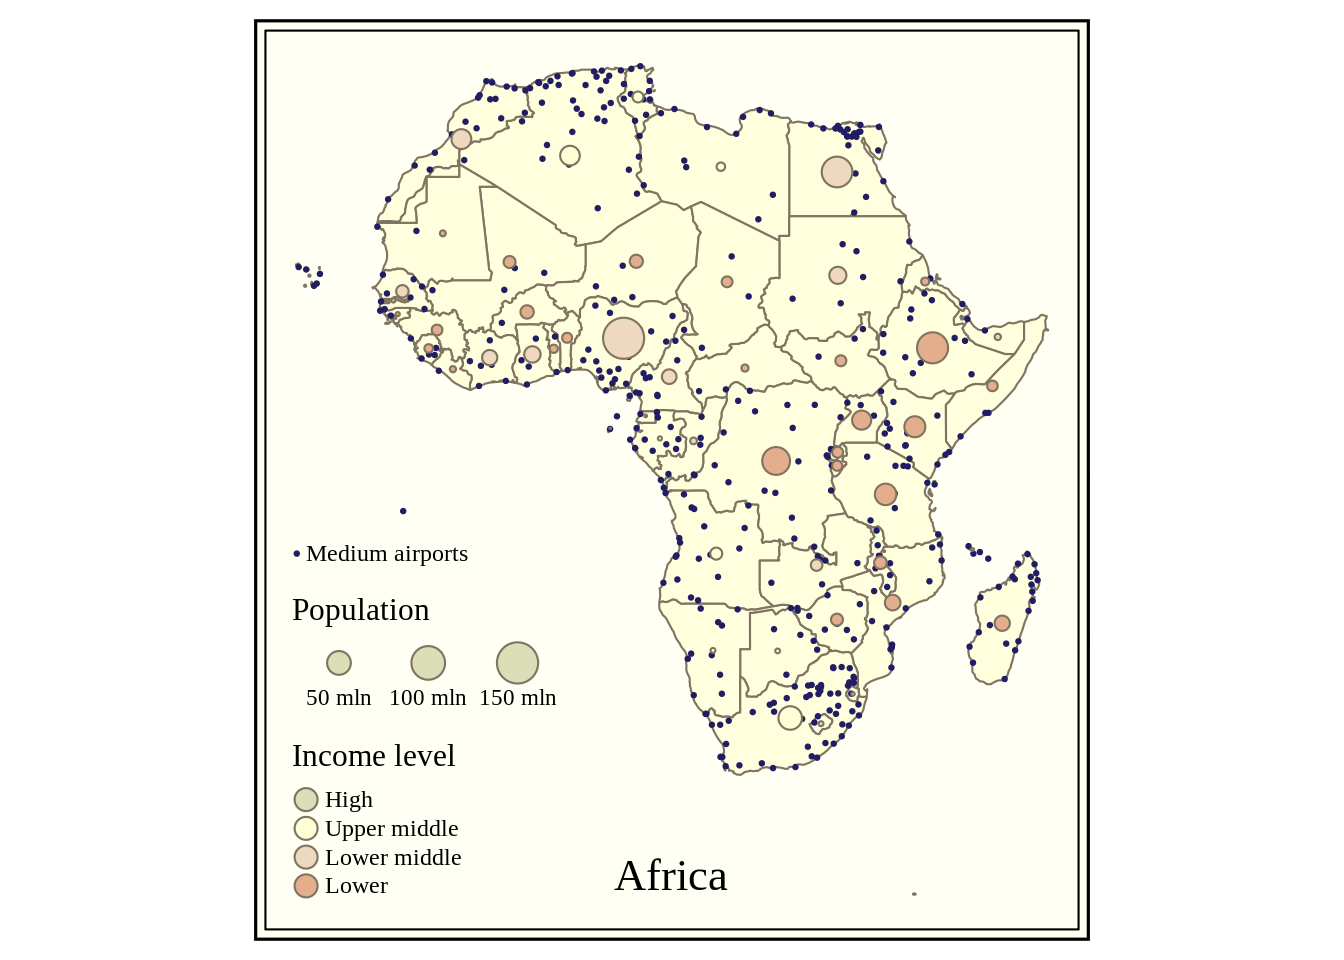 Medium airports
Population
50 mln 100 mln 150 mln
Income level
High
Upper middle
Lower middle
Lower
Africa